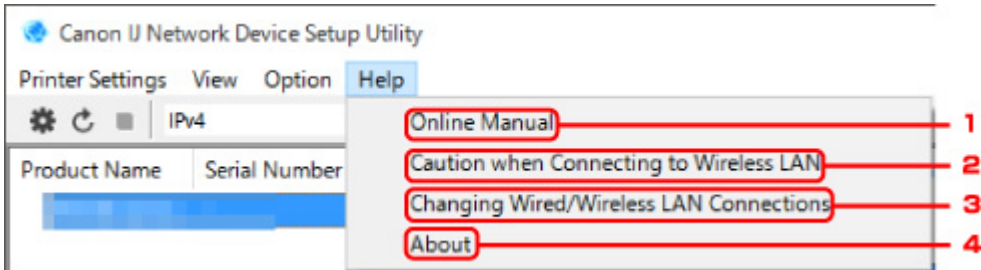 Canon IJ Network Device Setup Utility
Printer Settings View Option Help
IPv4
Online Manual 1
Product Name Serial Number
Caution when Connecting to Wireless LAN 2
Changing Wired/Wireless LAN Connections 3
About 4